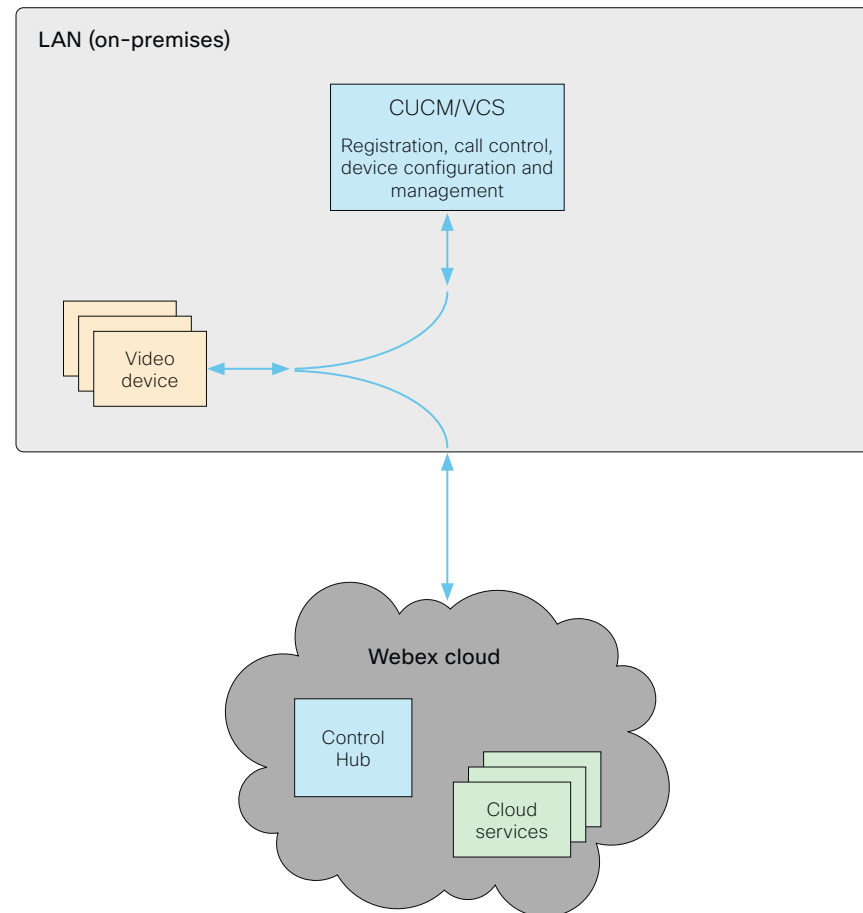 LAN (on-premises)
CUCM/VCS
Registration, call control,
device configuration and
management
Video
device
Webex cloud
Control
Hub
Cloud
services